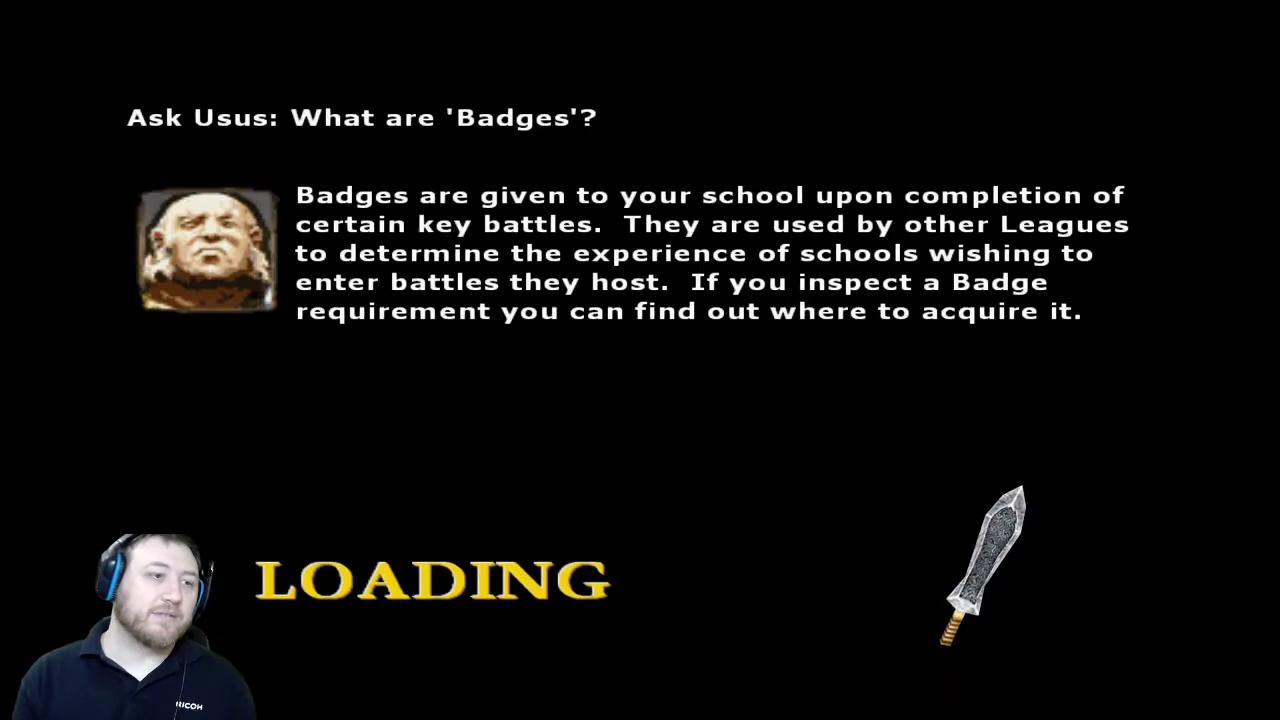 Ask Usus: What are 'Badges'?
Badges are given to your school upon completion of
certain key battles.  They are used by other Leagues
to determine the experience of schools wishing to
enter battles they host.  If you inspect a Badge
requirement you can find out where to acquire it.
LOADING
RICOH